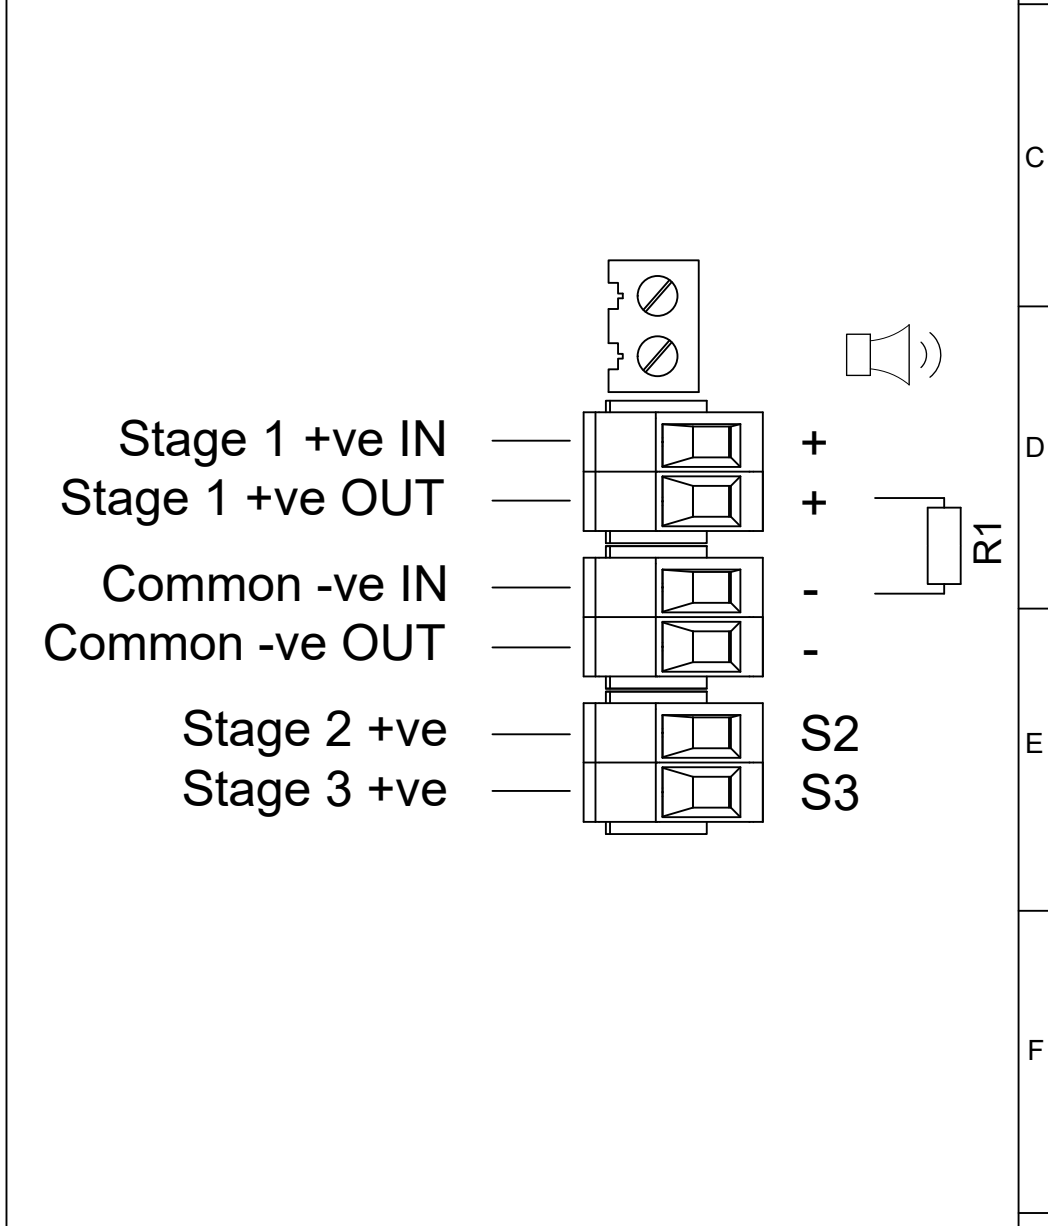 C
Stage 1 +ve IN
+
D
Stage 1 +ve OUT
+
R1
Common -ve IN
-
Common -ve OUT
-
Stage 2 +ve
S2
E
Stage 3 +ve
S3
F